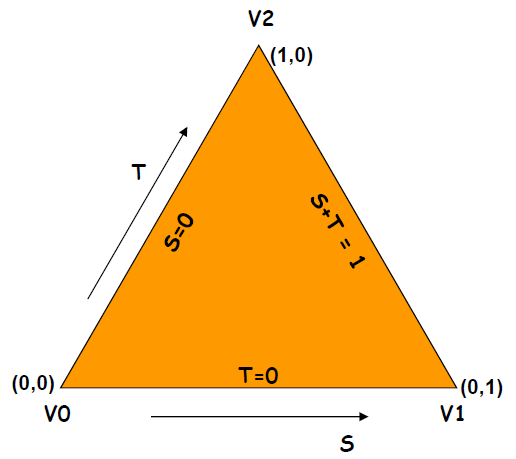 V2
(1,0)
T
S=0
S+T = 1
(0,0)
T=0
(0,1)
V0
V1
S